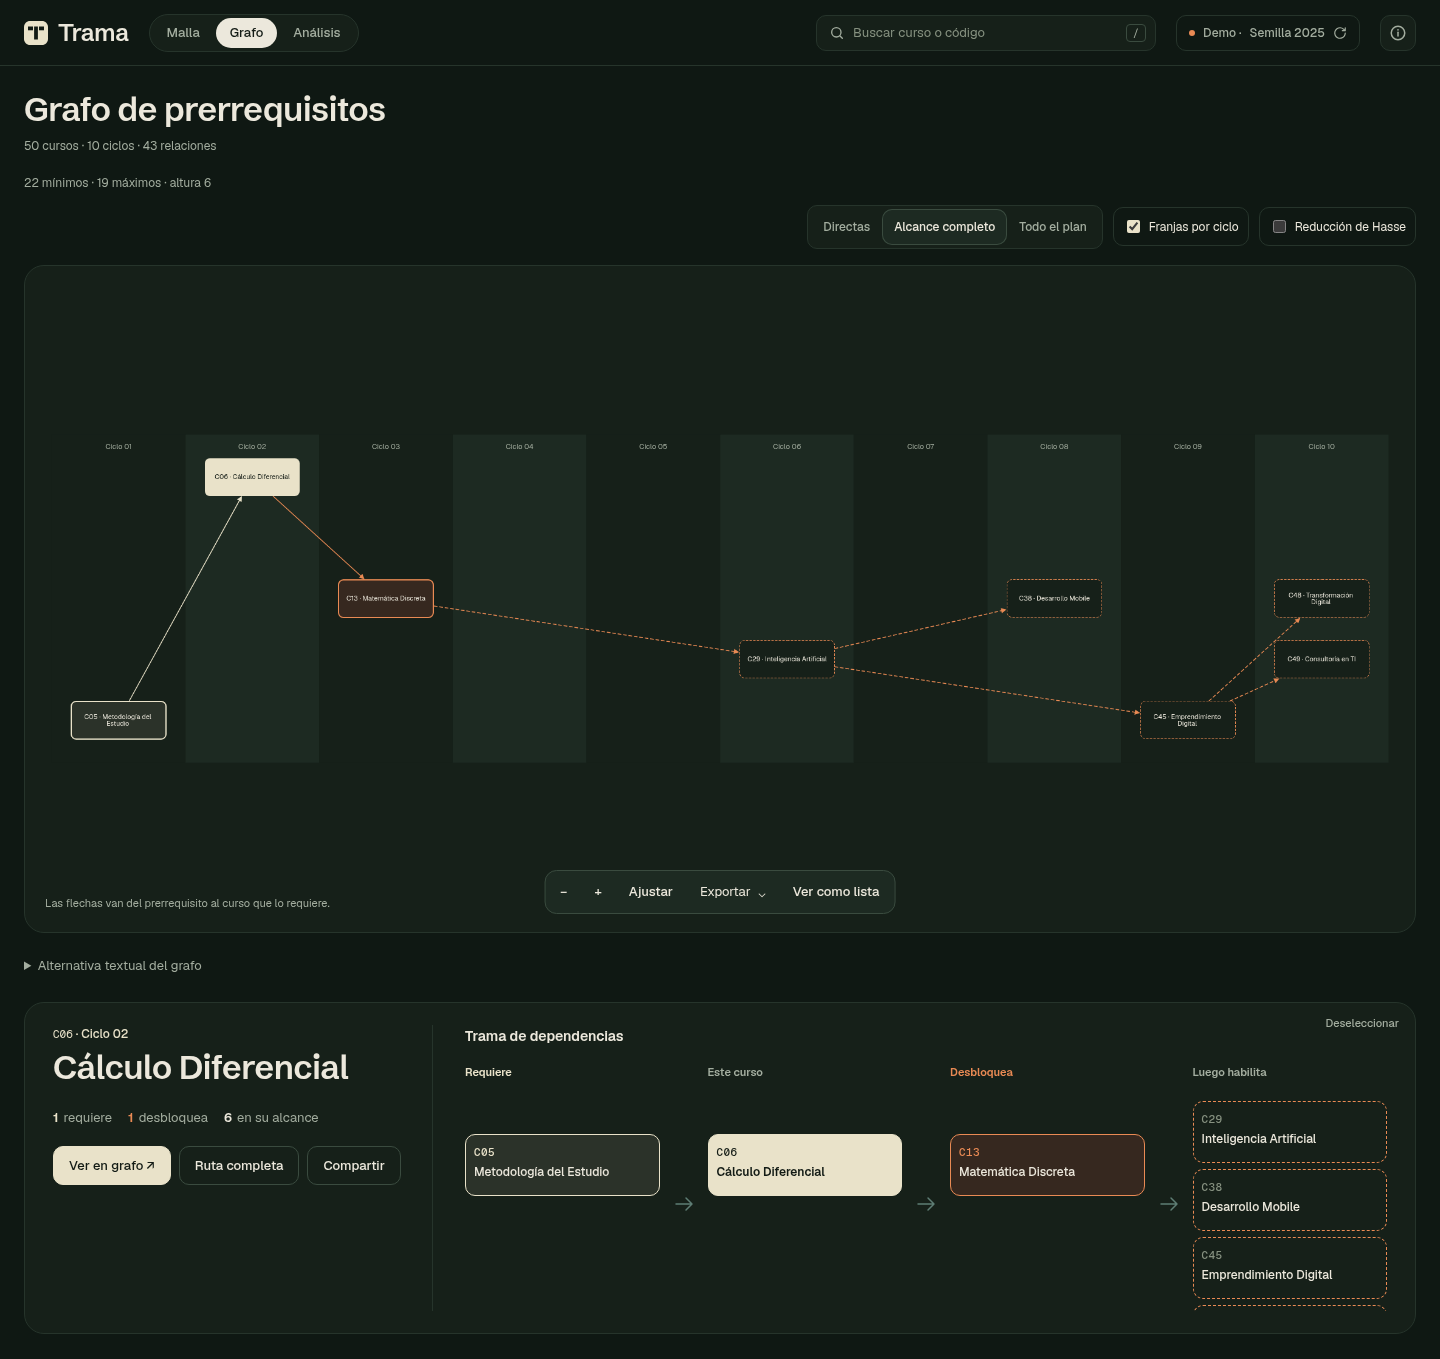 Trama
Malla
Grafo
Análisis
Buscar curso o código
/
Demo · Semilla 2025
Grafo de prerrequisitos
50 cursos · 10 ciclos · 43 relaciones
22 mínimos · 19 máximos · altura 6
Directas
Alcance completo
Todo el plan
Franjas por ciclo
Reducción de Hasse
Ciclo 01
Ciclo 02
Ciclo 03
Ciclo 04
Ciclo 05
Ciclo 06
Ciclo 07
Ciclo 08
Ciclo 09
Ciclo 10
C06 · Cálculo Diferencial
C13 · Matemática Discreta
C38 · Desarrollo Mobile
C48 · Transformación
Digital
C29 · Inteligencia Artificial
C49 · Consultoría en TI
C05 · Metodología del
Estudio
C45 · Emprendimiento
Digital
−
+
Ajustar
Exportar
Ver como lista
Las flechas van del prerrequisito al curso que lo requiere.
Alternativa textual del grafo
C06 · Ciclo 02
Cálculo Diferencial
1 requiere
1 desbloquea
6 en su alcance
Ver en grafo ↗
Ruta completa
Compartir
Deseleccionar
Trama de dependencias
Requiere
Este curso
Desbloquea
Luego habilita
C05
Metodología del Estudio
C06
Cálculo Diferencial
C13
Matemática Discreta
C29
Inteligencia Artificial
C38
Desarrollo Mobile
C45
Emprendimiento Digital